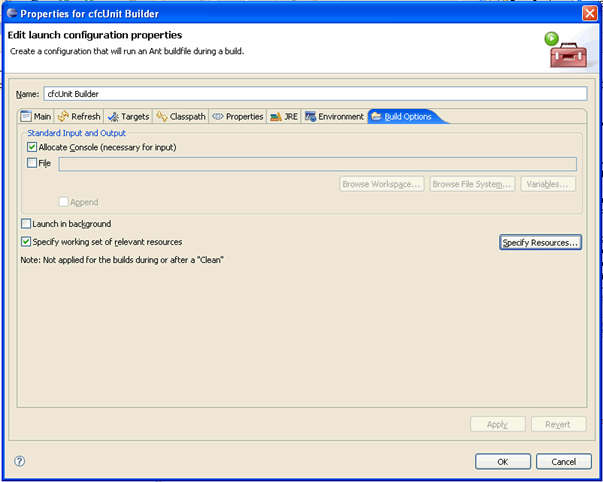 Properties for cfcUnit Builder
Edit launch configuration properties
Create a configuration that will run an Ant buildfile during a build.
Name: cfcUnit Builder
Main Refresh Targets Classpath Properties JRE Environment Build Options
Standard Input and Output
Allocate Console (necessary for input)
File
Browse Workspace... Browse File System... Variables...
Append
Launch in background
Specify working set of relevant resources Specify Resources...
Note: Not applied for the builds during or after a "Clean"
Apply Revert
? OK Cancel